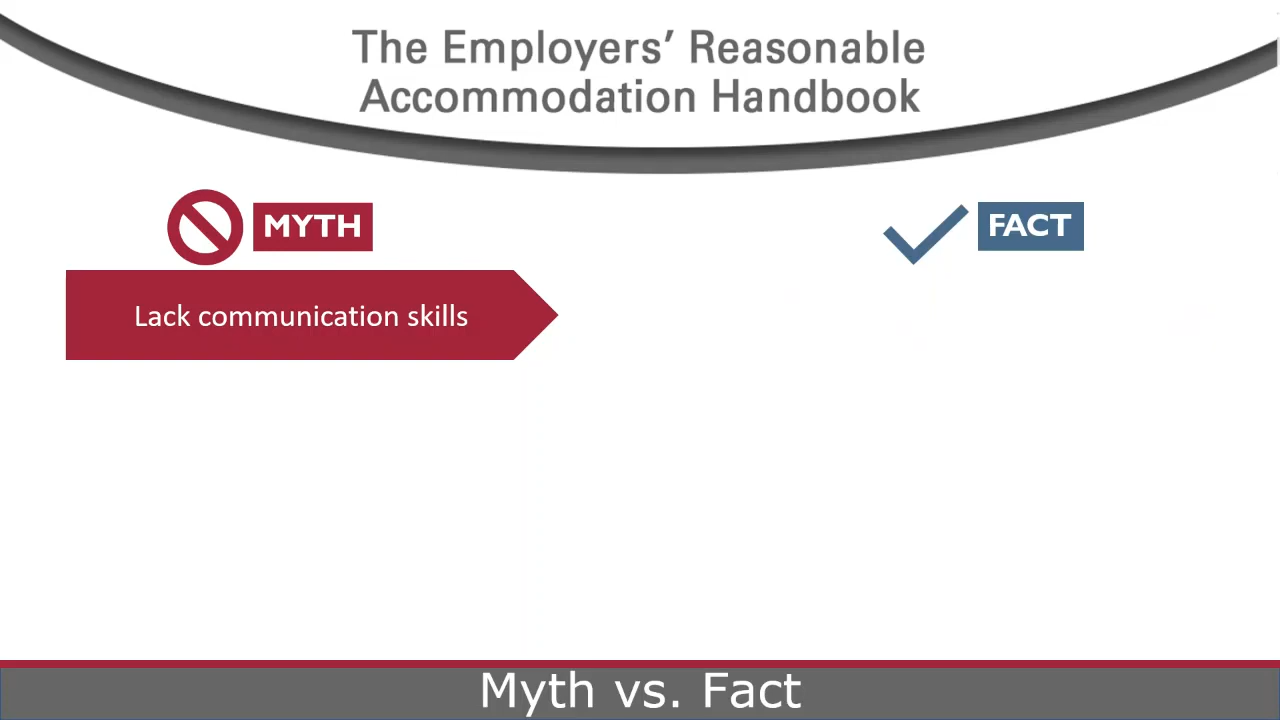 The Employers’ Reasonable
Accommodation Handbook
MYTH
FACT
Lack communication skills
Myth vs. Fact